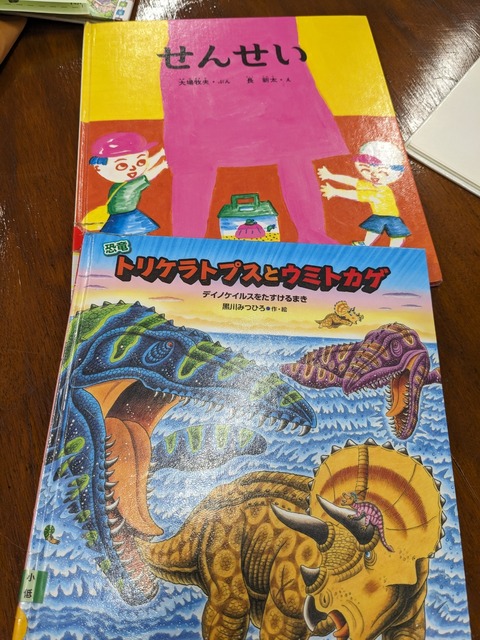 せんせい
大場牧夫・ぶん 長 新太・え
恐竜
トリケラトプスとウミトカゲ
デイノケイルスをたすけるまき
黒川みつひろ●作・絵
小
低